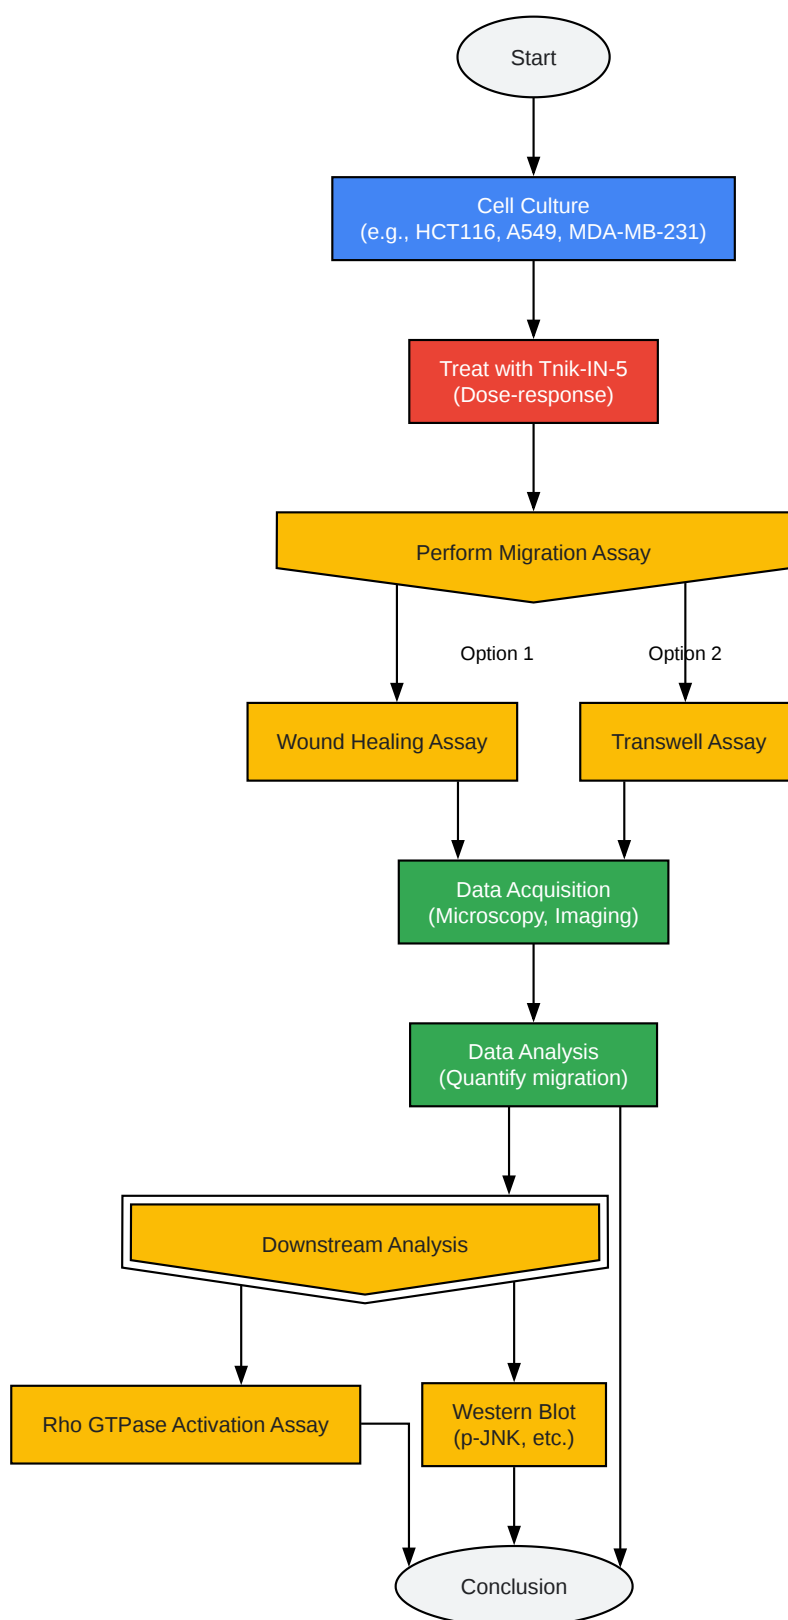 Start
Cell Culture
(e.g., HCT116, A549, MDA-MB-231)
Treat with Tnik-IN-5
(Dose-response)
Perform Migration Assay
Option 1
Option 2
Wound Healing Assay
Transwell Assay
Data Acquisition
(Microscopy, Imaging)
Data Analysis
(Quantify migration)
Downstream Analysis
Rho GTPase Activation Assay
Western Blot
(p-JNK, etc.)
Conclusion